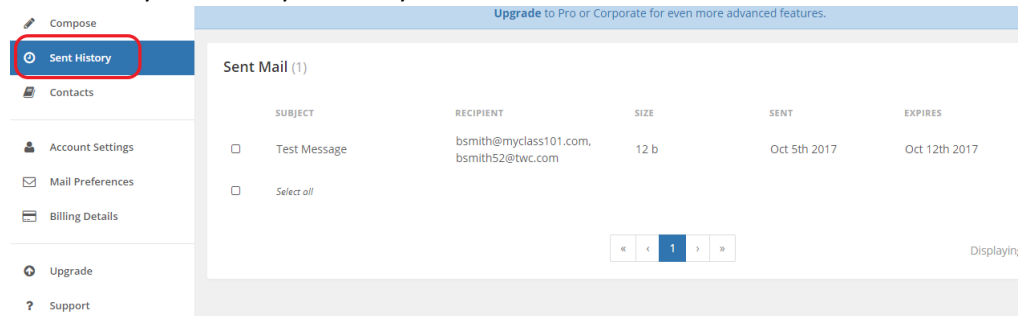 Compose
Sent History
Contacts
Account Settings
Mail Preferences
Billing Details
Upgrade
? Support
Upgrade to Pro or Corporate for even more advanced features.
Sent Mail (1)
SUBJECT RECIPIENT SIZE SENT EXPIRES
Test Message bsmith@myclass101.com, 12 b Oct 5th 2017 Oct 12th 2017
bsmith52@twc.com
Select all
« ‹ 1 › »
Displaying